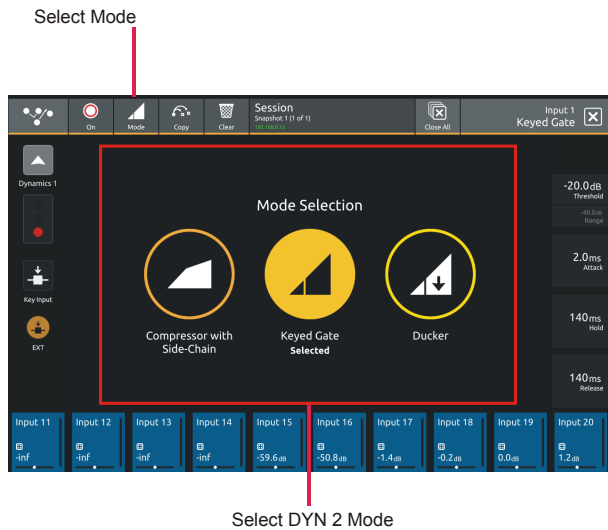 Select Mode
On
Mode
Copy
Clear
Session
Snapshot 1 (1 of 1)
192.168.0.15
Close All
Input 1
Keyed Gate
Dynamics 1
Key Input
EXT
Mode Selection
Compressor with
Side-Chain
Keyed Gate
Selected
Ducker
-20.0dB
Threshold
-40.0dB
Range
2.0ms
Attack
140ms
Hold
140ms
Release
Input 11
-inf
Input 12
-inf
Input 13
-inf
Input 14
-inf
Input 15
-59.6dB
Input 16
-50.8dB
Input 17
-1.4dB
Input 18
-0.2dB
Input 19
0.0dB
Input 20
1.2dB
Select DYN 2 Mode